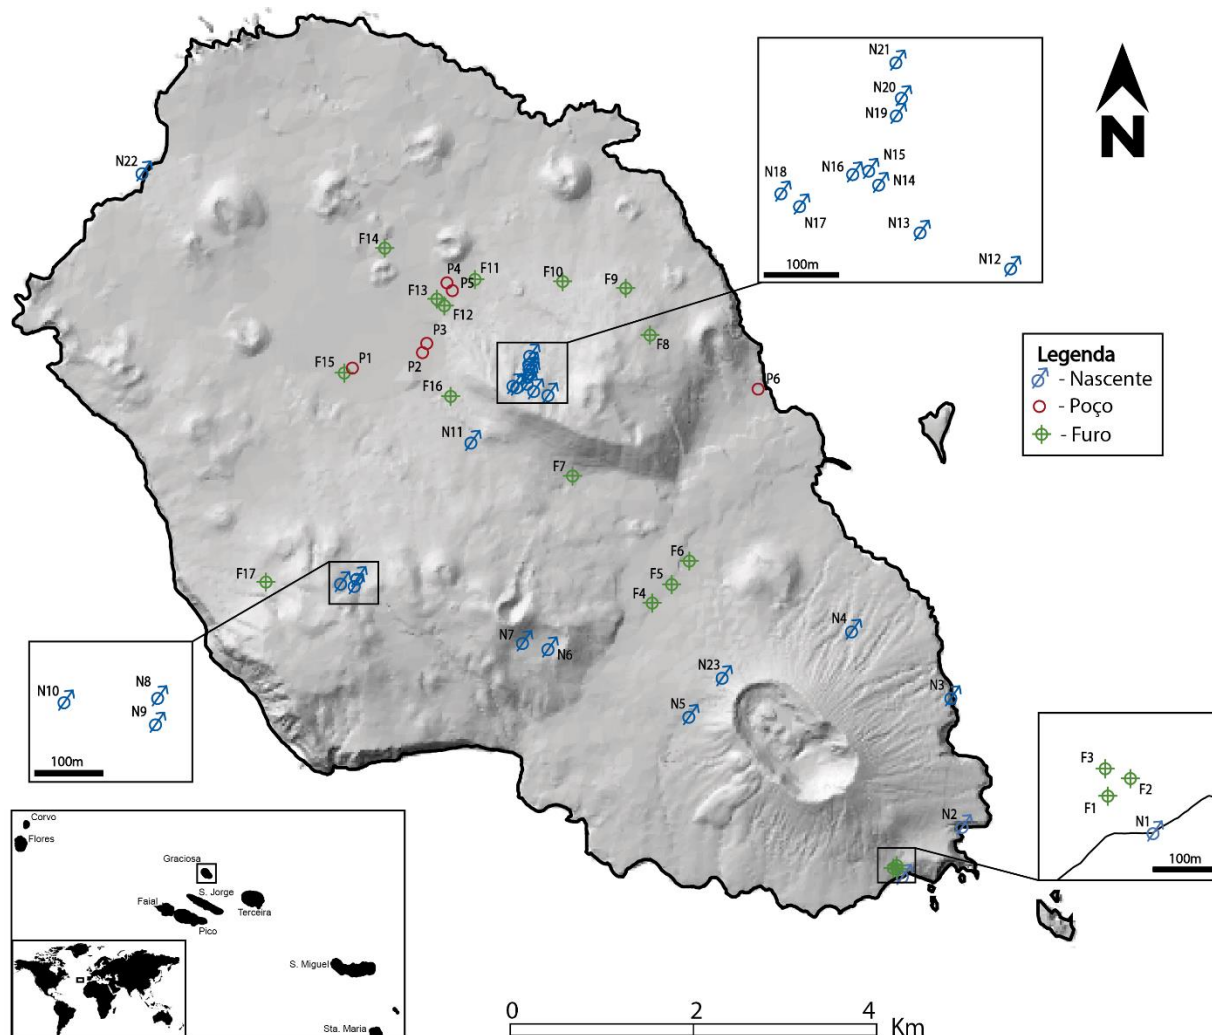 N21
N20
N19
N16
N15
N14
N18
N17
N13
N12
100m
N
N22
F14
P4
F11
P5
F10
F9
F13
F12
P3
P2
F15
P1
F8
F16
P6
N11
F7
Legenda
- Nascente
- Poço
- Furo
F17
F6
F5
F4
N7
N6
N4
N23
N5
N3
N10
N8
N9
100m
F3
F2
F1
N1
100m
N2
Corvo
Flores
Graciosa
S. Jorge
Faial
Pico
Terceira
S. Miguel
Sta. Maria
0
2
4
Km